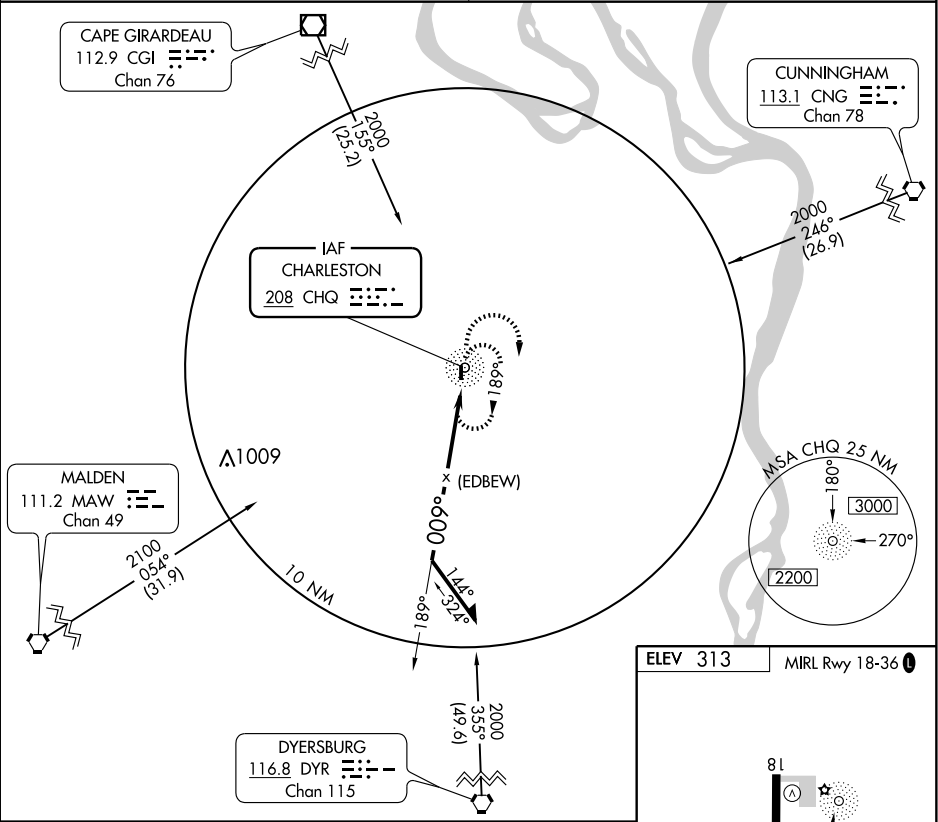 CAPE GIRARDEAU
112.9 CGI
Chan 76
2000
155°
(25.2)
CUNNINGHAM
113.1 CNG
Chan 78
2000
246°
(26.9)
IAF
CHARLESTON
208 CHQ
189°
1009
(EDBEW)
009°
MALDEN
111.2 MAW
Chan 49
2100
054°
(31.9)
10 NM
144°
324°
189°
MSA CHQ 25 NM
180°
3000
270°
2200
2000
355°
(49.6)
DYERSBURG
116.8 DYR
Chan 115
ELEV 313
MIRL Rwy 18-36 L
18